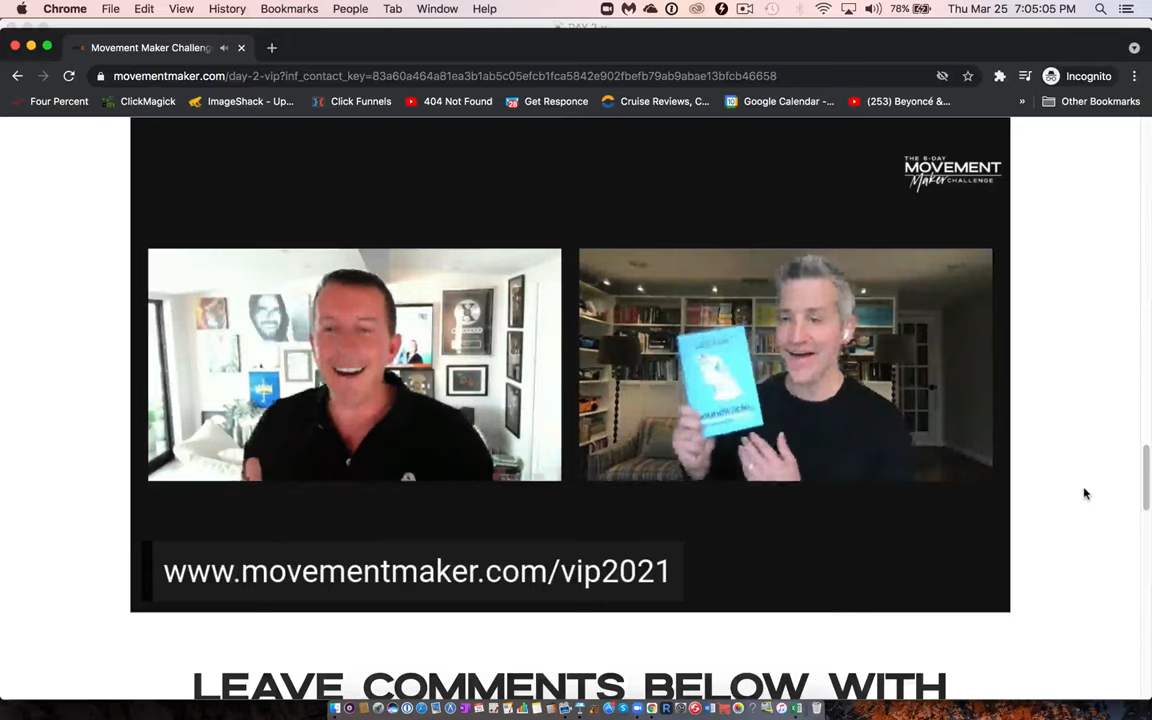 Chrome File Edit View History Bookmarks People Tab Window Help 78% Thu Mar 25 7:05:05 PM
Movement Maker Challeng
movementmaker.com/day-2-vip?inf_contact_key=83a60a464a81ea3b1ab5c05efcb1fca5842e902fbefb79ab9abae13bfcb46658 Incognito
Four Percent ClickMagick ImageShack - Up... Click Funnels 404 Not Found Get Responce Cruise Reviews, C... Google Calendar -... (253) Beyoncé &... » Other Bookmarks
THE 5-DAY
MOVEMENT
Maker CHALLENGE
www.movementmaker.com/vip2021
LEAVE COMMENTS BELOW WITH